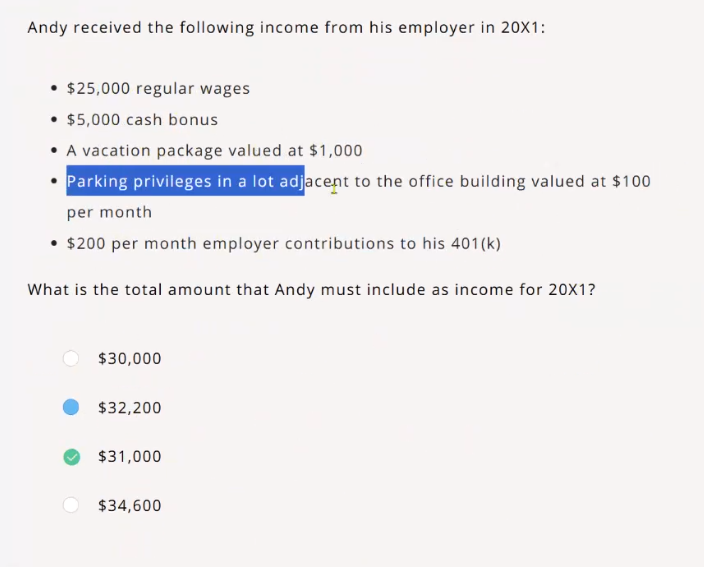 Andy received the following income from his employer in 20X1:
• $25,000 regular wages
• $5,000 cash bonus
• A vacation package valued at $1,000
• Parking privileges in a lot adjacent to the office building valued at $100
per month
• $200 per month employer contributions to his 401(k)
What is the total amount that Andy must include as income for 20X1?
$30,000
$32,200
$31,000
$34,600